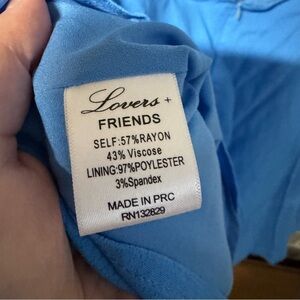 Lovers +
FRIENDS
SELF:57%RAYON
43% Viscose
LINING:97%POYLESTER
3%Spandex
MADE IN PRC
RN132829